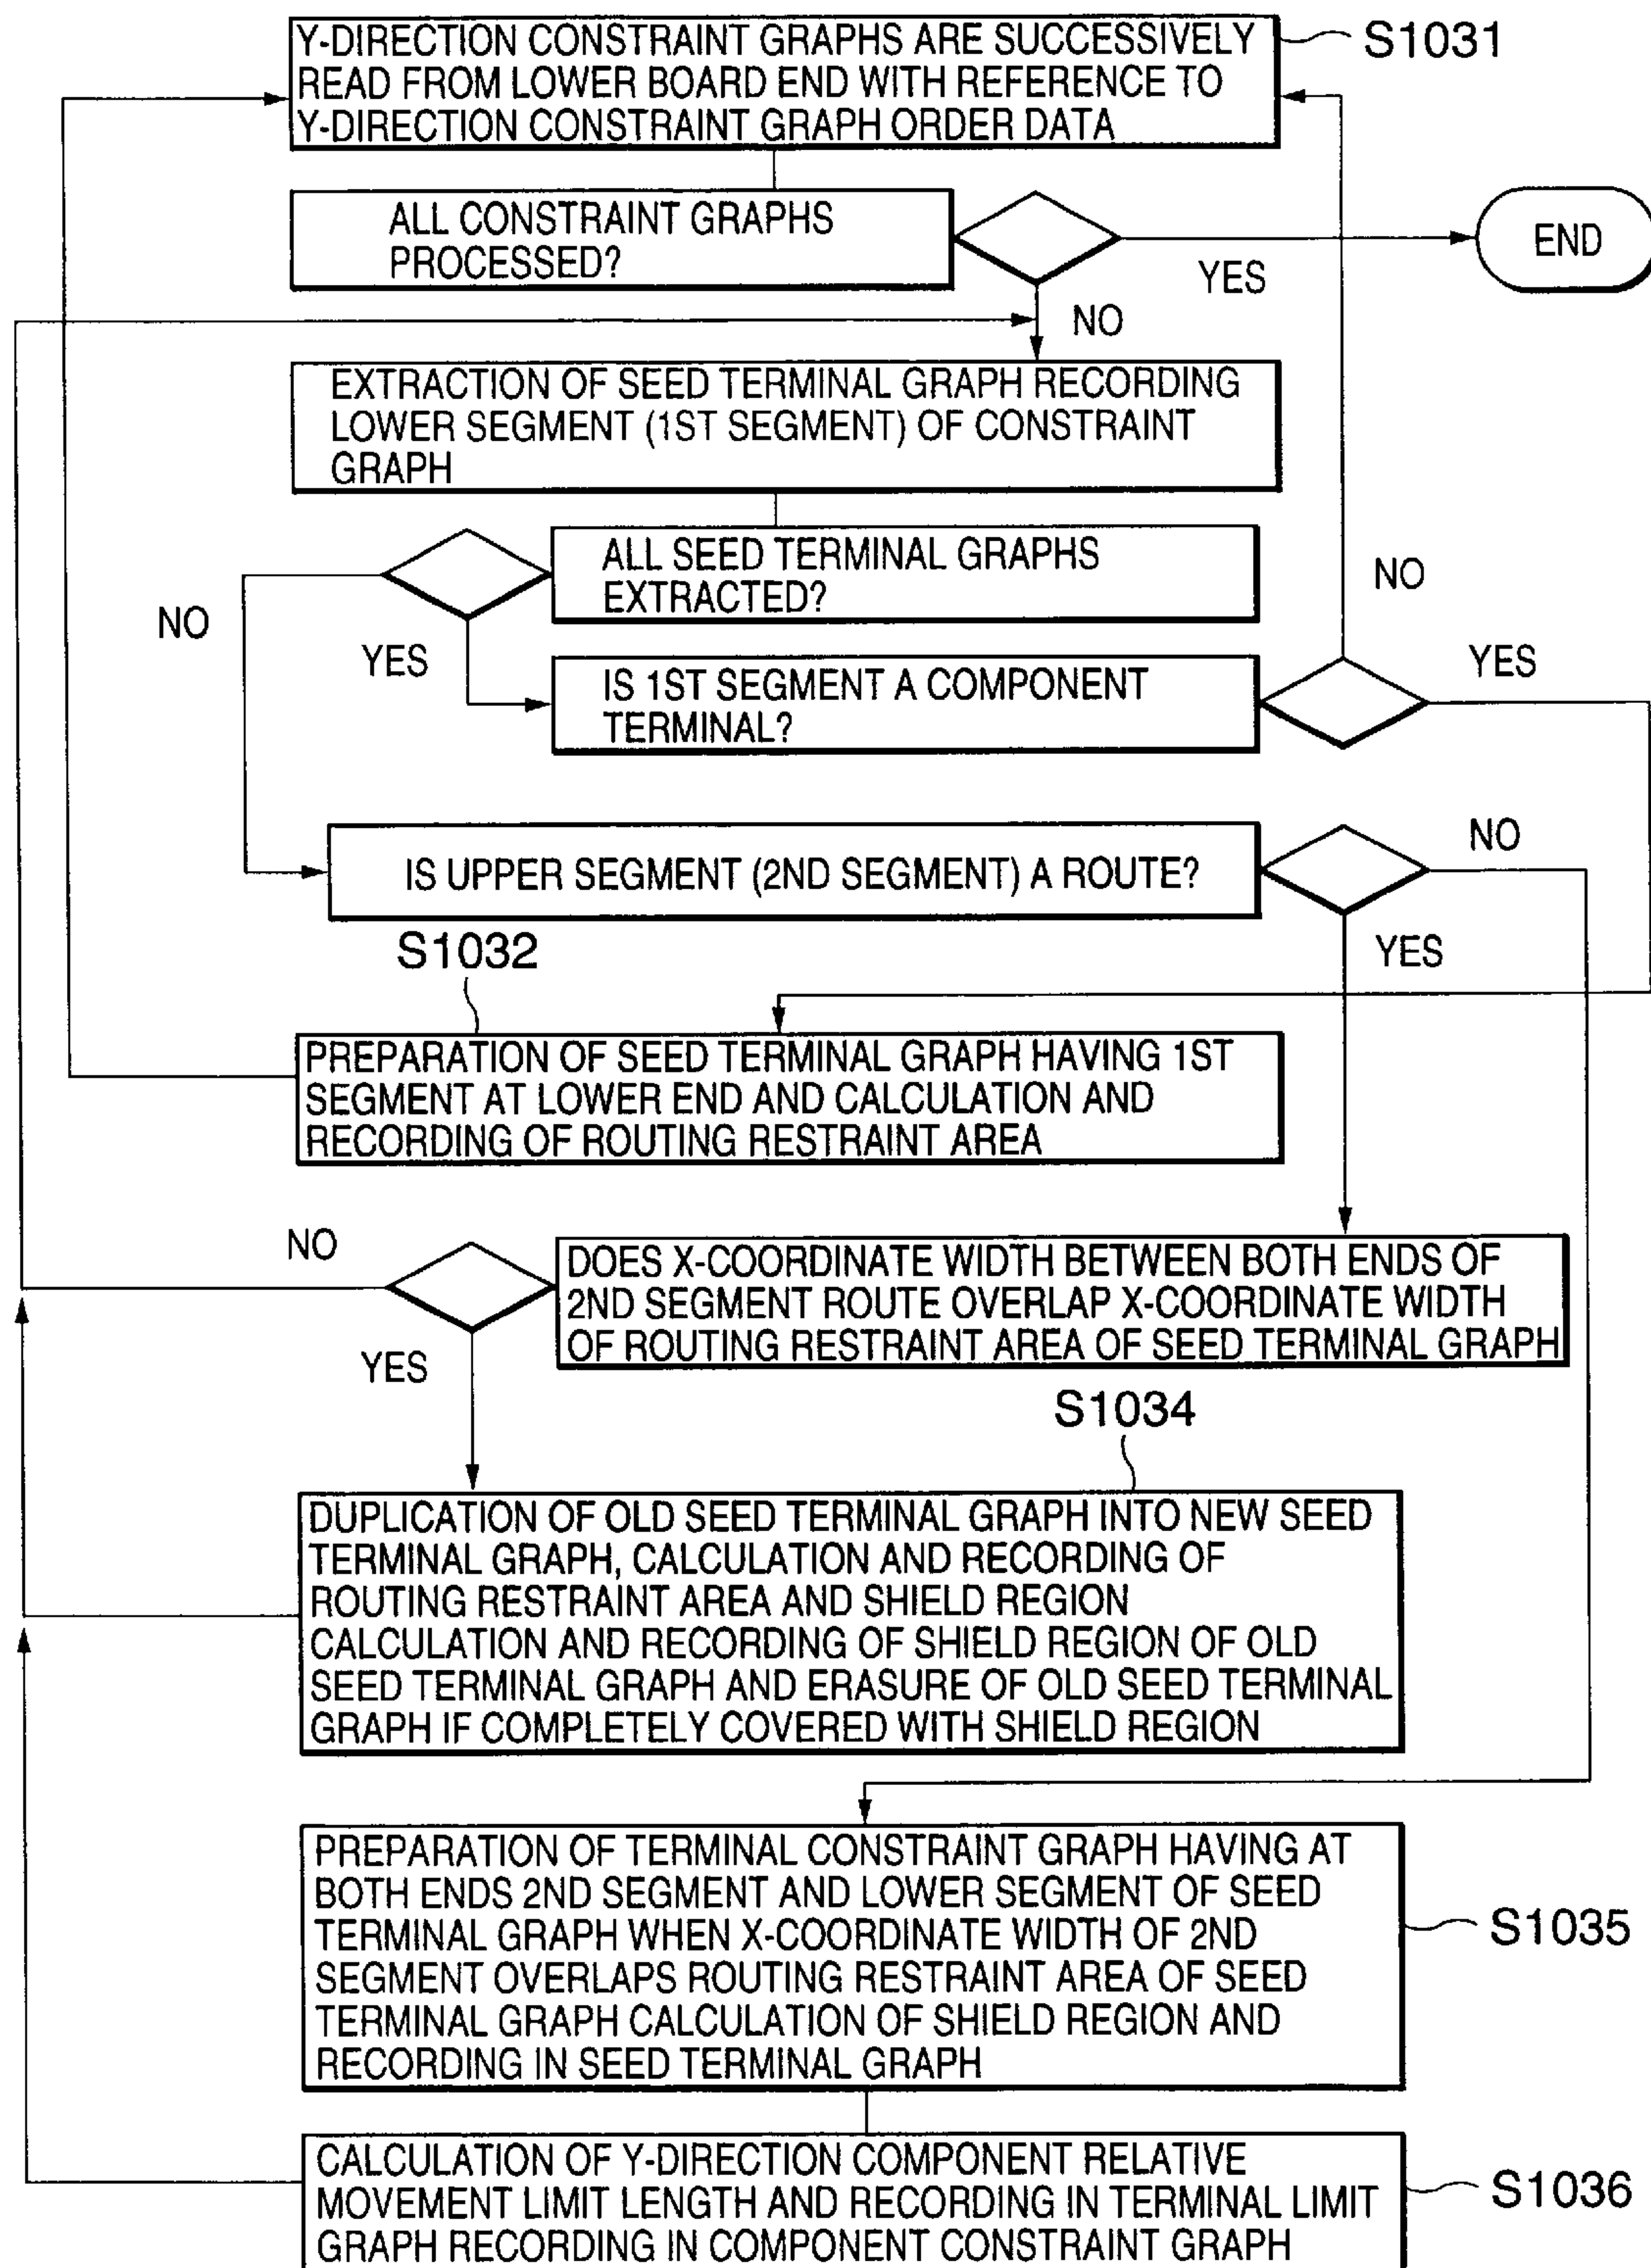 Y-DIRECTION CONSTRAINT GRAPHS ARE SUCCESSIVELY
READ FROM LOWER BOARD END WITH REFERENCE TO
Y-DIRECTION CONSTRAINT GRAPH ORDER DATA
S1031
ALL CONSTRAINT GRAPHS
PROCESSED?
YES
END
NO
EXTRACTION OF SEED TERMINAL GRAPH RECORDING
LOWER SEGMENT (1ST SEGMENT) OF CONSTRAINT
GRAPH
ALL SEED TERMINAL GRAPHS
EXTRACTED?
NO
NO
YES
IS 1ST SEGMENT A COMPONENT
TERMINAL?
YES
IS UPPER SEGMENT (2ND SEGMENT) A ROUTE?
NO
YES
S1032
PREPARATION OF SEED TERMINAL GRAPH HAVING 1ST
SEGMENT AT LOWER END AND CALCULATION AND
RECORDING OF ROUTING RESTRAINT AREA
NO
DOES X-COORDINATE WIDTH BETWEEN BOTH ENDS OF
2ND SEGMENT ROUTE OVERLAP X-COORDINATE WIDTH
OF ROUTING RESTRAINT AREA OF SEED TERMINAL GRAPH
YES
S1034
DUPLICATION OF OLD SEED TERMINAL GRAPH INTO NEW SEED
TERMINAL GRAPH, CALCULATION AND RECORDING OF
ROUTING RESTRAINT AREA AND SHIELD REGION
CALCULATION AND RECORDING OF SHIELD REGION OF OLD
SEED TERMINAL GRAPH AND ERASURE OF OLD SEED TERMINAL
GRAPH IF COMPLETELY COVERED WITH SHIELD REGION
PREPARATION OF TERMINAL CONSTRAINT GRAPH HAVING AT
BOTH ENDS 2ND SEGMENT AND LOWER SEGMENT OF SEED
TERMINAL GRAPH WHEN X-COORDINATE WIDTH OF 2ND
SEGMENT OVERLAPS ROUTING RESTRAINT AREA OF SEED
TERMINAL GRAPH CALCULATION OF SHIELD REGION AND
RECORDING IN SEED TERMINAL GRAPH
S1035
CALCULATION OF Y-DIRECTION COMPONENT RELATIVE
MOVEMENT LIMIT LENGTH AND RECORDING IN TERMINAL LIMIT
GRAPH RECORDING IN COMPONENT CONSTRAINT GRAPH
S1036